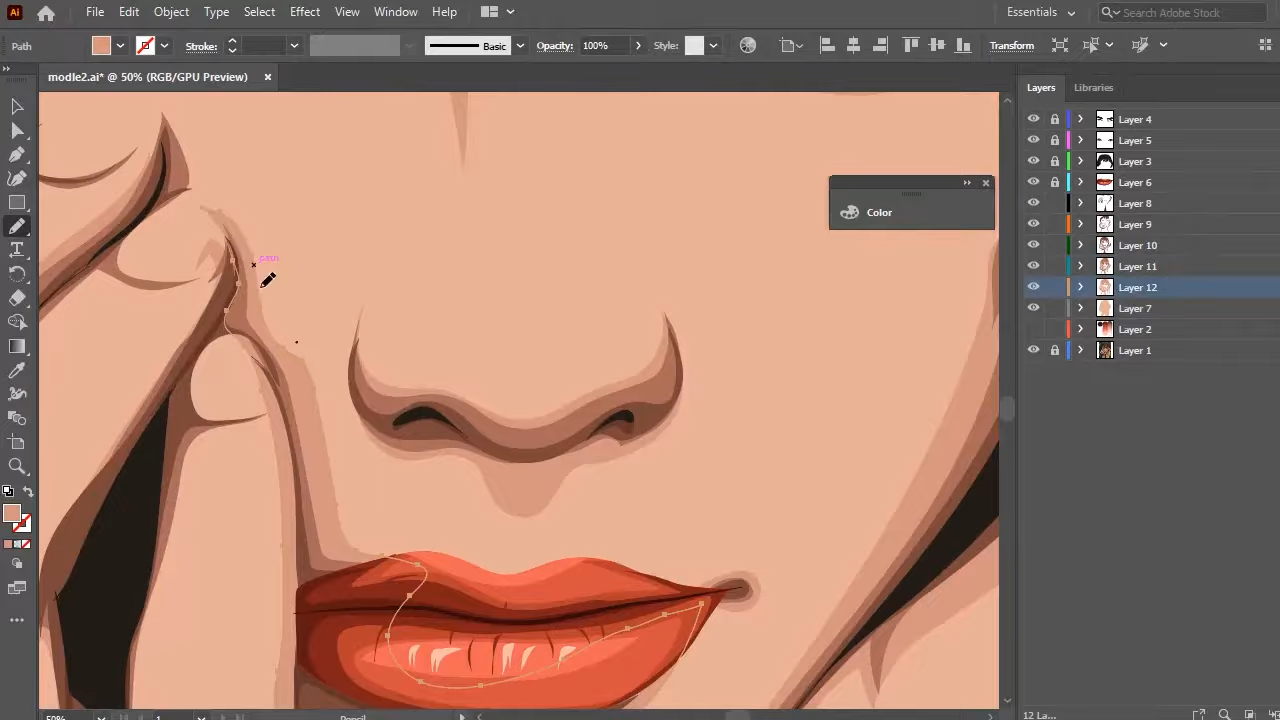 Ai File Edit Object Type Select Effect View Window Help Essentials Search Adobe Stock
Path Stroke: Basic Opacity: 100% Style: Transform
modle2.ai* @ 50% (RGB/GPU Preview)
Layers Libraries
Layer 4
Layer 5
Layer 3
Layer 6
Layer 8
Layer 9
Layer 10
Layer 11
Layer 12
Layer 7
Layer 2
Layer 1
Color
path
50% 1 Pencil
12 La...